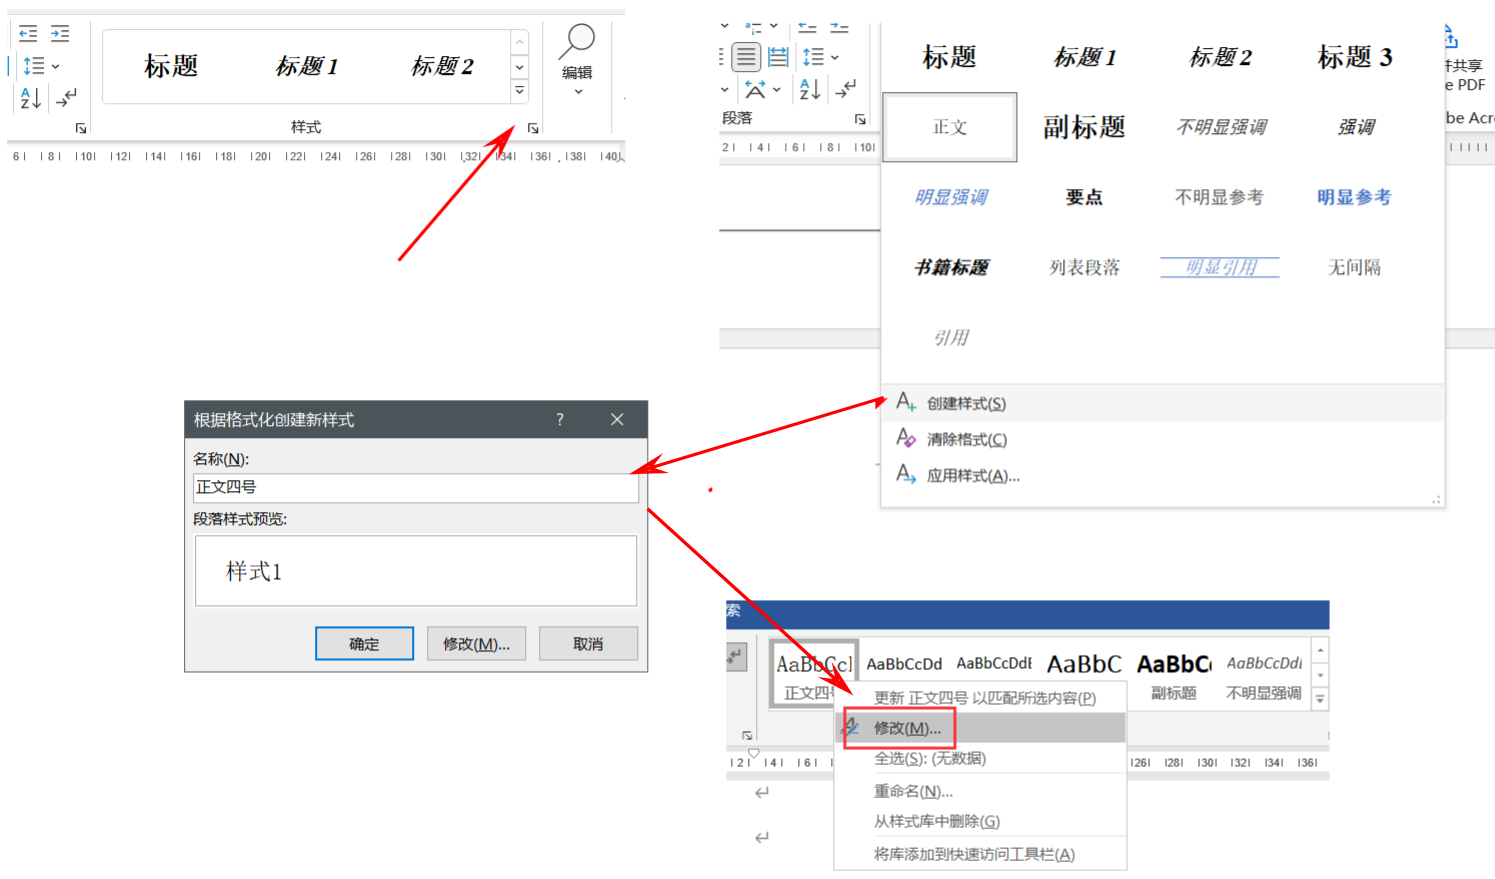 标题 标题 1 标题 2
编辑
样式
6 8 10 12 14 16 18 20 22 24 26 28 30 32 34 36 38 40
段落
2 4 6 8 10
标题 标题 1 标题 2 标题 3
正文 副标题 不明显强调 强调
明显强调 要点 不明显参考 明显参考
书籍标题 列表段落 明显引用 无间隔
引用
创建样式(S)
清除格式(C)
应用样式(A)...
共享
e PDF
be Acro
根据格式化创建新样式 ? ×
名称(N):
正文四号
段落样式预览:
样式1
确定 修改(M)... 取消
索
AaBbCcI AaBbCcDd AaBbCcDdE AaBbC AaBbCc AaBbCcDdE
正文四号 副标题 不明显强调
更新 正文四号 以匹配所选内容(P)
修改(M)...
全选(S): (无数据)
重命名(N)...
从样式库中删除(G)
将库添加到快速访问工具栏(A)
2 4 6 26 28 30 32 34 36